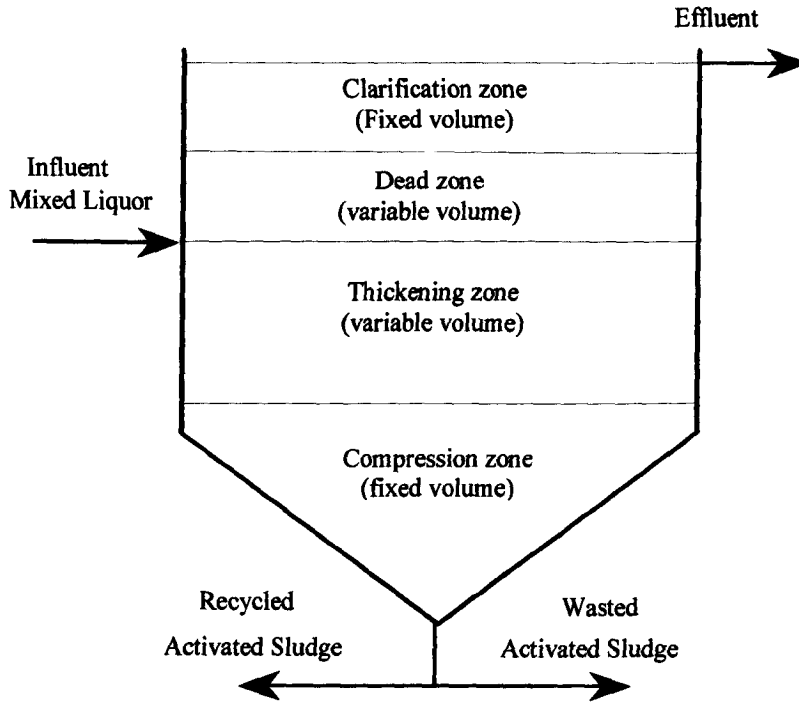 Effluent
Clarification zone
(Fixed volume)
Influent
Mixed Liquor
Dead zone
(variable volume)
Thickening zone
(variable volume)
Compression zone
(fixed volume)
Recycled
Activated Sludge
Wasted
Activated Sludge